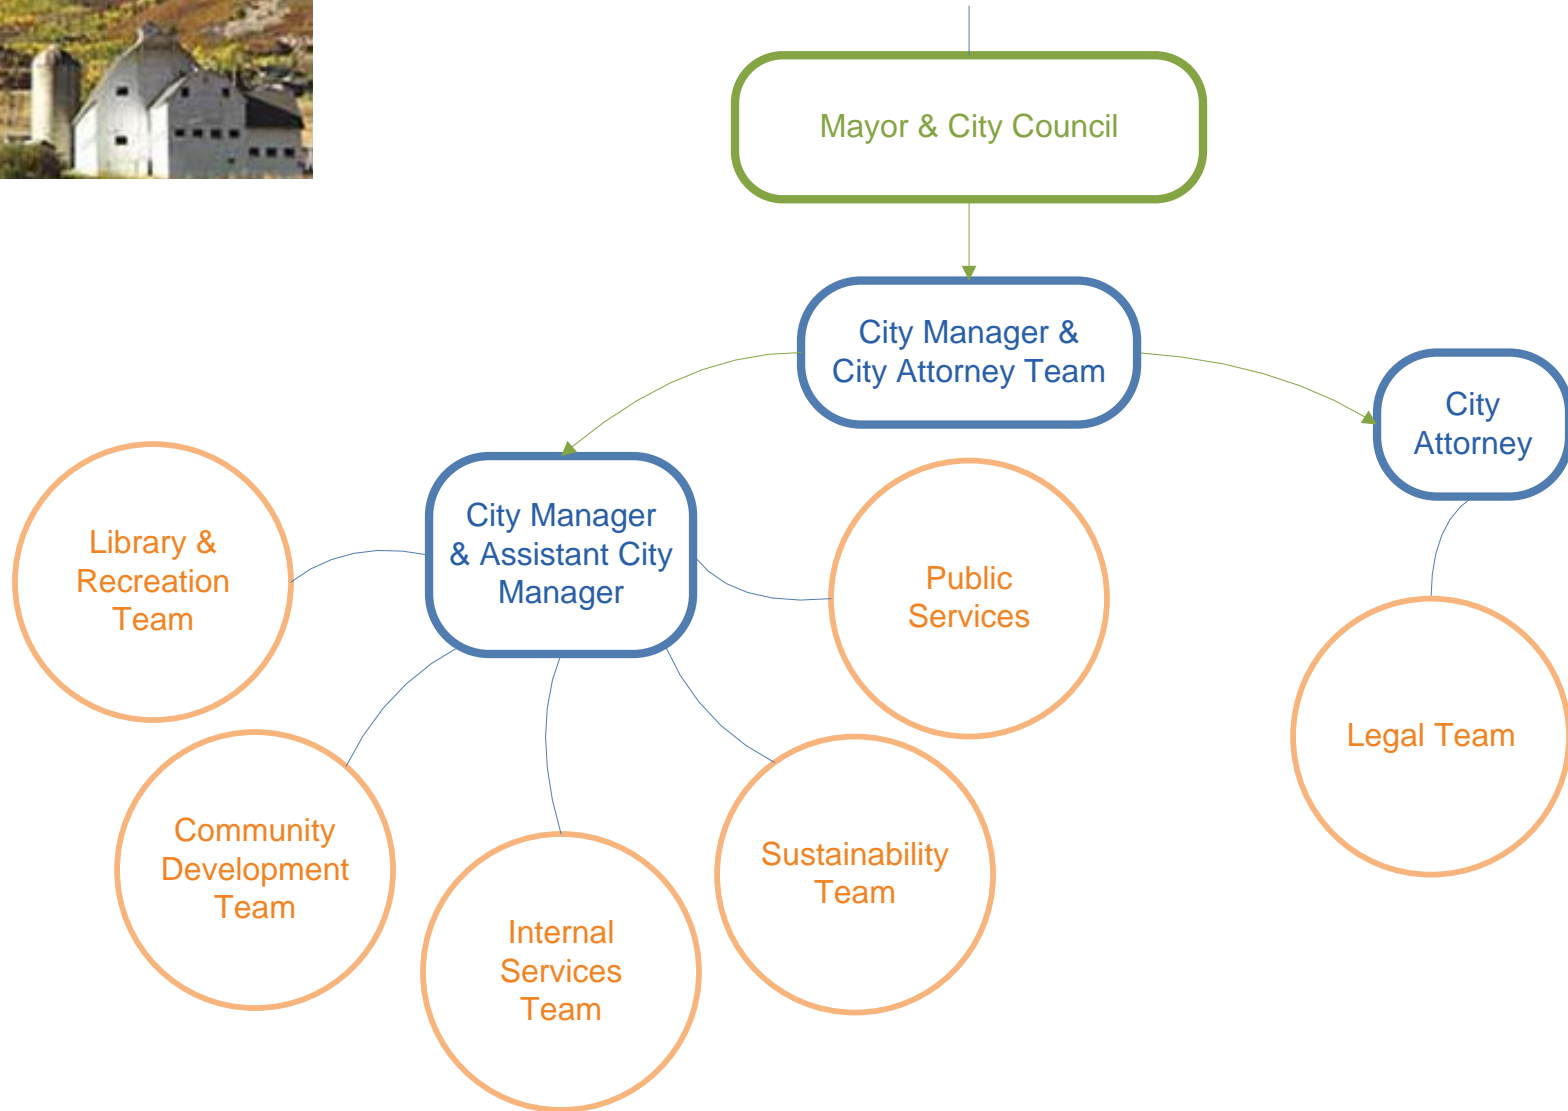 Mayor & City Council
City Manager &
City Attorney Team
City
Attorney
City Manager
& Assistant City
Manager
Library &
Recreation
Team
Public
Services
Legal Team
Community
Development
Team
Sustainability
Team
Internal
Services
Team